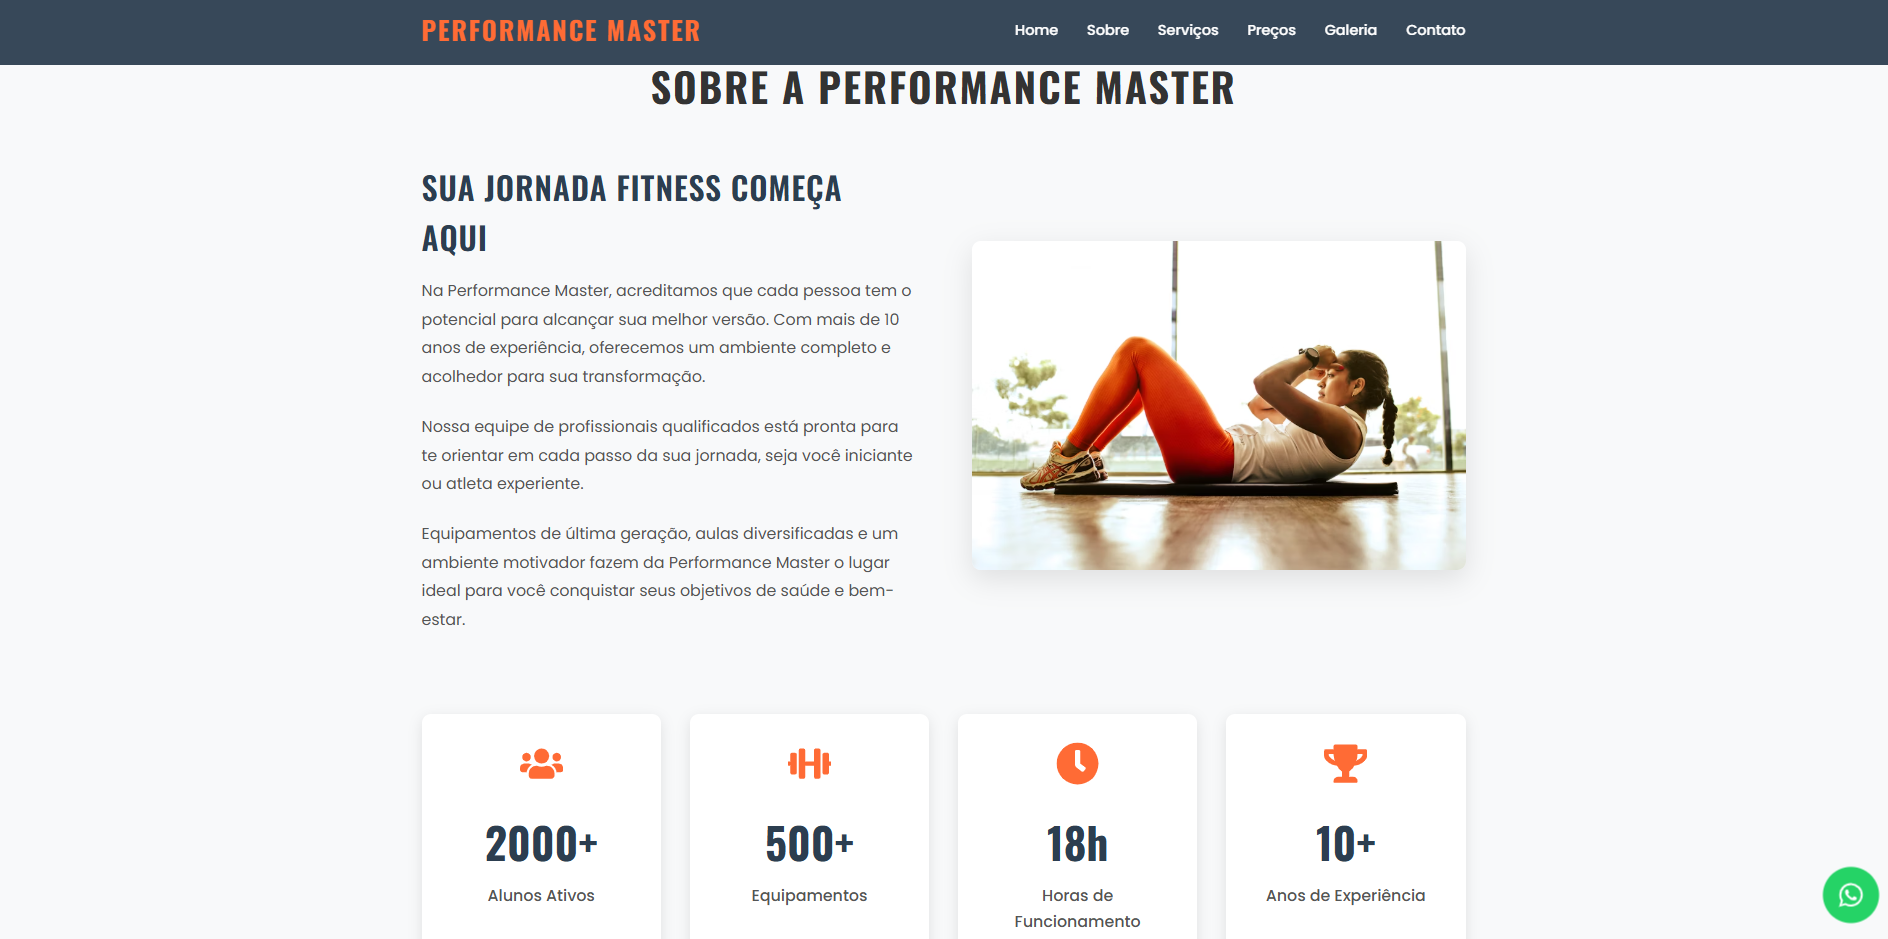 PERFORMANCE MASTER
Home Sobre Serviços Preços Galeria Contato
SOBRE A PERFORMANCE MASTER
SUA JORNADA FITNESS COMEÇA
AQUI
Na Performance Master, acreditamos que cada pessoa tem o
potencial para alcançar sua melhor versão. Com mais de 10
anos de experiência, oferecemos um ambiente completo e
acolhedor para sua transformação.
Nossa equipe de profissionais qualificados está pronta para
te orientar em cada passo da sua jornada, seja você iniciante
ou atleta experiente.
Equipamentos de última geração, aulas diversificadas e um
ambiente motivador fazem da Performance Master o lugar
ideal para você conquistar seus objetivos de saúde e bem-
estar.
2000+
Alunos Ativos
500+
Equipamentos
18h
Horas de
Funcionamento
10+
Anos de Experiência